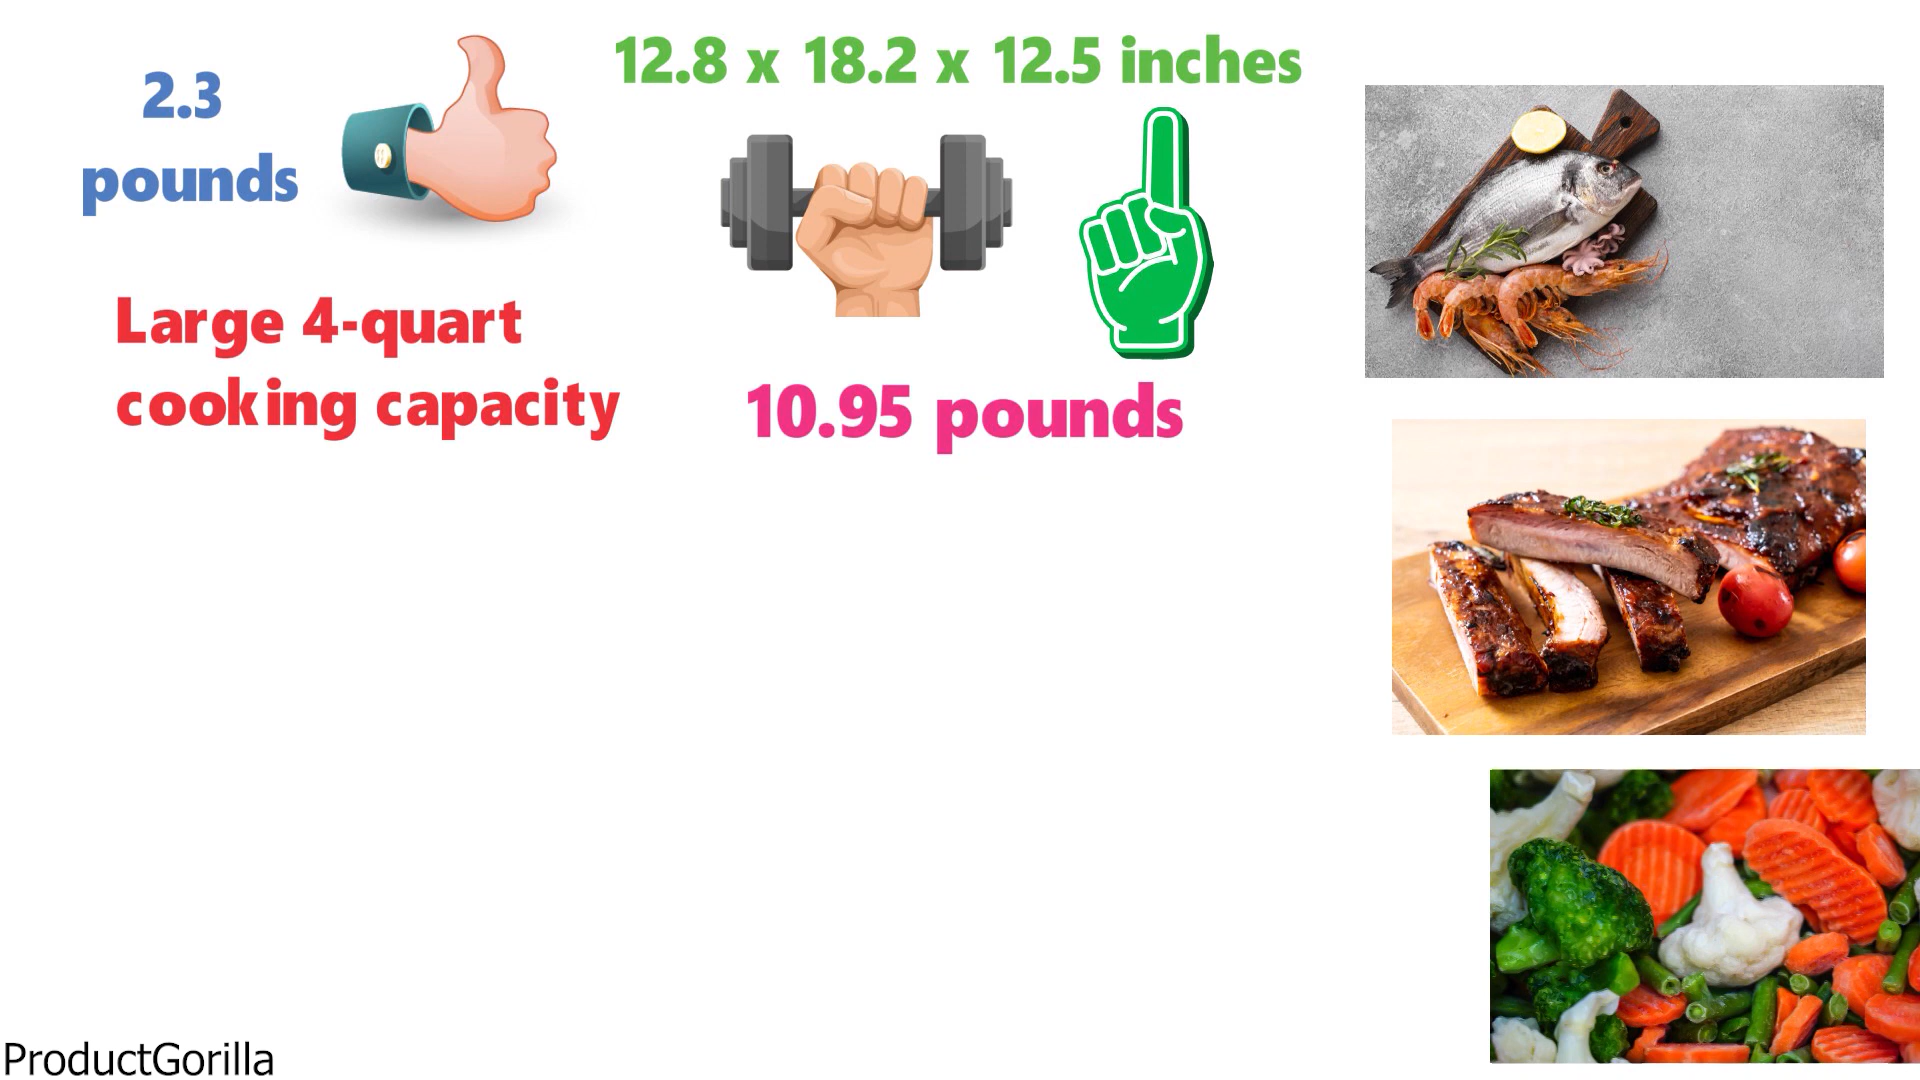 2.3
pounds
12.8 x 18.2 x 12.5 inches
Large 4-quart
cooking capacity
10.95 pounds
ProductGorilla